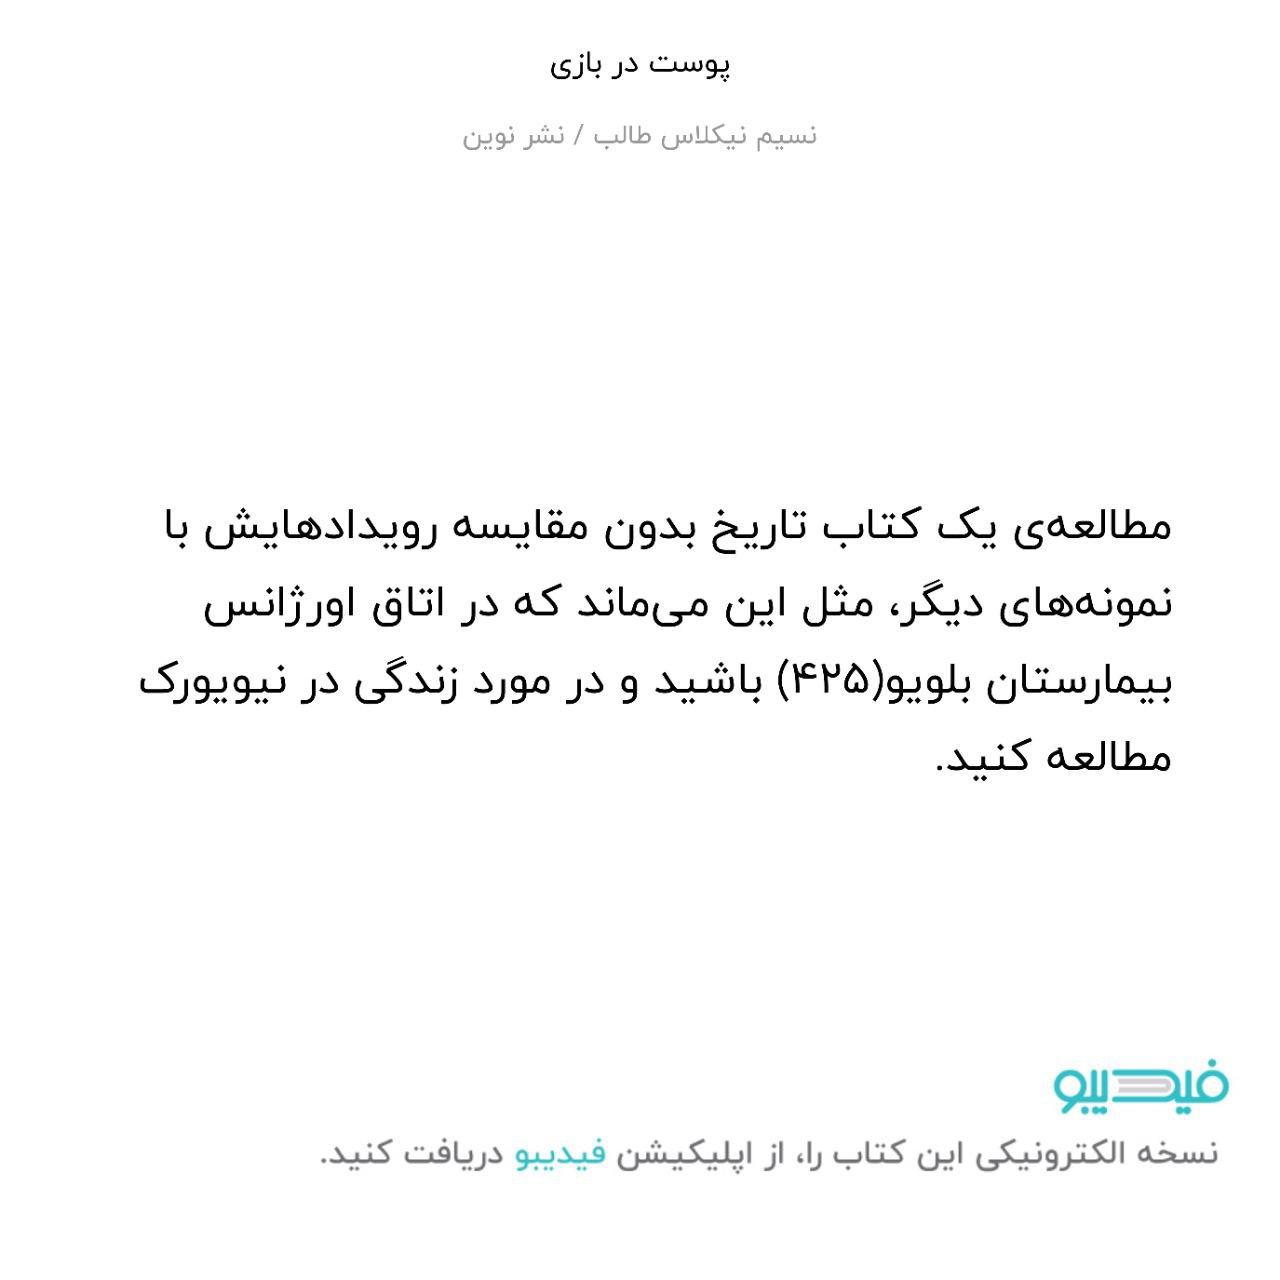 پوست در بازی
نسیم نیکلاس طالب / نشر نوین
مطالعه‌ی یک کتاب تاریخ بدون مقایسه رویدادهایش با
نمونه‌های دیگر، مثل این می‌ماند که در اتاق اورژانس
بیمارستان بلویو(۴۲۵) باشید و در مورد زندگی در نیویورک
مطالعه کنید.
فیدیبو
نسخه الکترونیکی این کتاب را، از اپلیکیشن فیدیبو دریافت کنید.